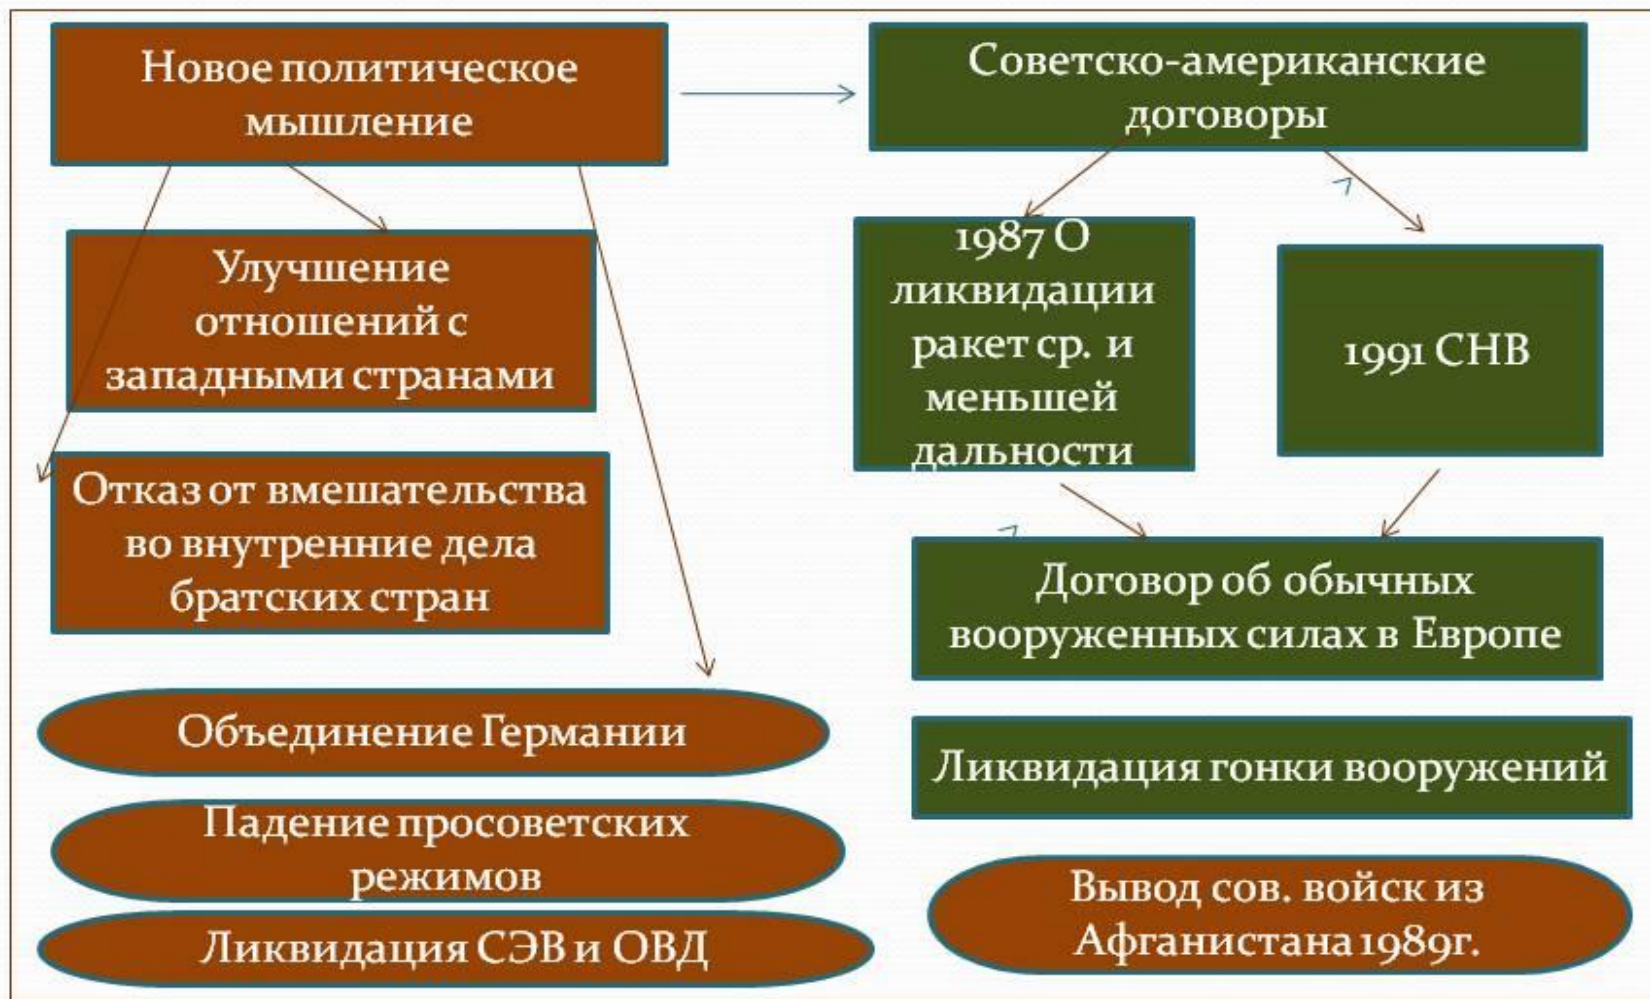 Новое политическое
мышление
Советско-американские
договоры
Улучшение
отношений с
западными странами
1987 О
ликвидации
ракет ср. и
меньшей
дальности
1991 СНВ
Отказ от вмешательства
во внутренние дела
братских стран
Договор об обычных
вооруженных силах в Европе
Объединение Германии
Ликвидация гонки вооружений
Падение просоветских
режимов
Вывод сов. войск из
Афганистана 1989г.
Ликвидация СЭВ и ОВД